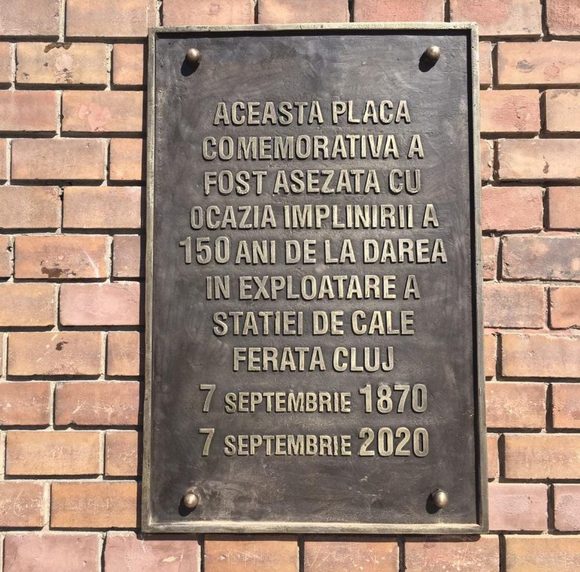 ACEASTA PLACA
COMEMORATIVA A
FOST ASEZATA CU
OCAZIA IMPLINIRII A
150 ANI DE LA DAREA
IN EXPLOATARE A
STATIEI DE CALE
FERATA CLUJ
7 SEPTEMBRIE 1870
7 SEPTEMBRIE 2020